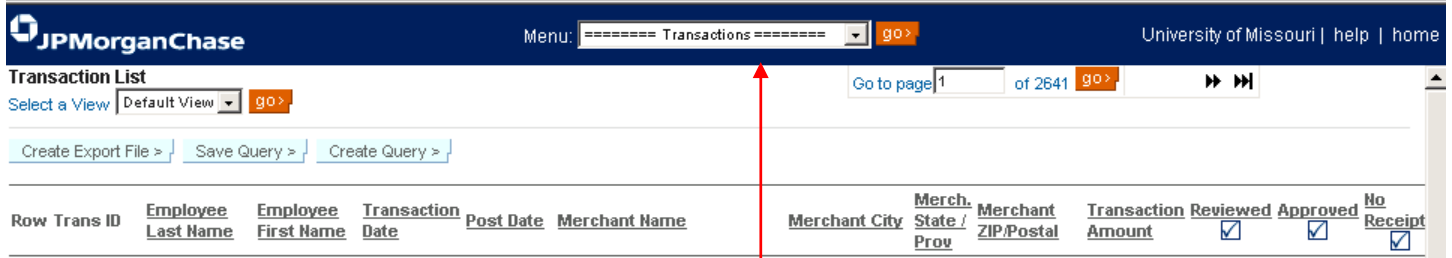 JPMorganChase
Menu: ======== Transactions ======== go>
University of Missouri | help | home
Transaction List
Go to page 1 of 2641 go>
Select a View Default View go>
Create Export File > Save Query > Create Query >
Row Trans ID Employee Last Name Employee First Name Transaction Date Post Date Merchant Name Merchant City Merch. State / Prov Merchant ZIP/Postal Transaction Amount Reviewed Approved No Receipt